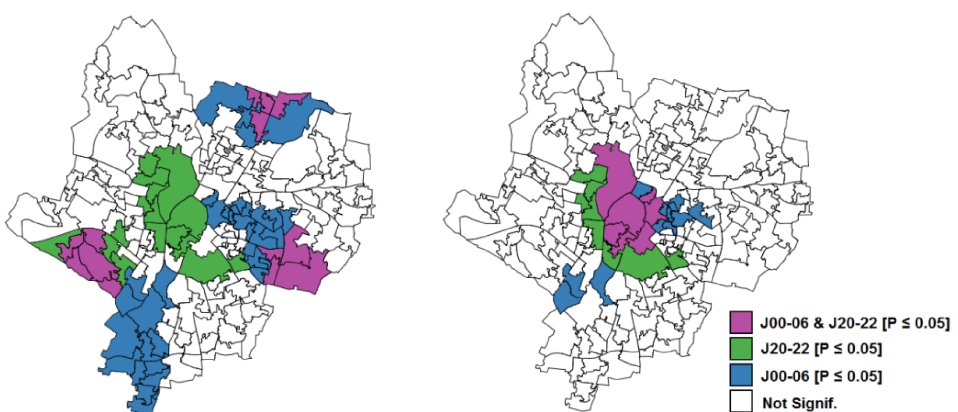 J00-06 & J20-22 [P ≤ 0.05]
J20-22 [P ≤ 0.05]
J00-06 [P ≤ 0.05]
Not Signif.